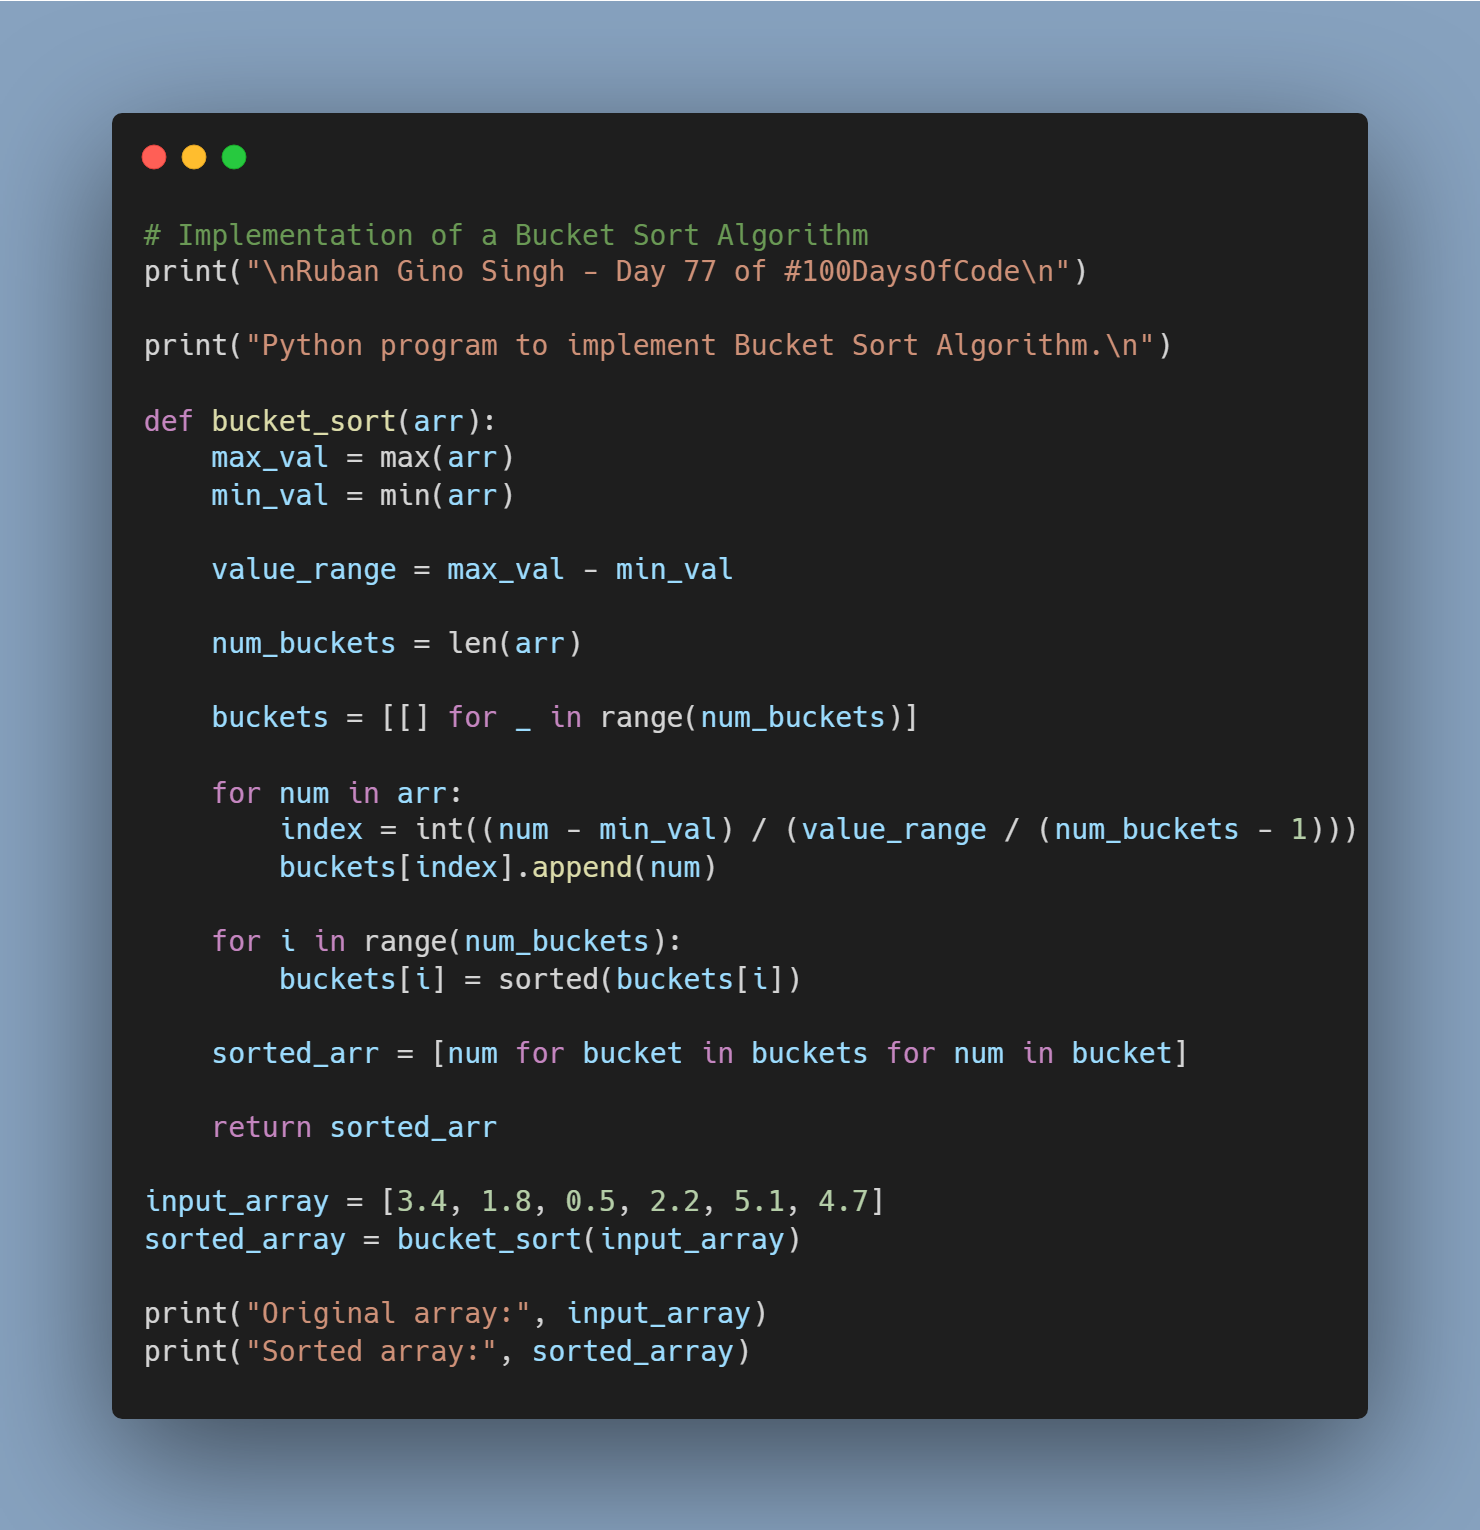 # Implementation of a Bucket Sort Algorithm
print("\nRuban Gino Singh - Day 77 of #100DaysOfCode\n")

print("Python program to implement Bucket Sort Algorithm.\n")

def bucket_sort(arr):
    max_val = max(arr)
    min_val = min(arr)

    value_range = max_val - min_val

    num_buckets = len(arr)

    buckets = [[] for _ in range(num_buckets)]

    for num in arr:
        index = int((num - min_val) / (value_range / (num_buckets - 1)))
        buckets[index].append(num)

    for i in range(num_buckets):
        buckets[i] = sorted(buckets[i])

    sorted_arr = [num for bucket in buckets for num in bucket]

    return sorted_arr

input_array = [3.4, 1.8, 0.5, 2.2, 5.1, 4.7]
sorted_array = bucket_sort(input_array)

print("Original array:", input_array)
print("Sorted array:", sorted_array)